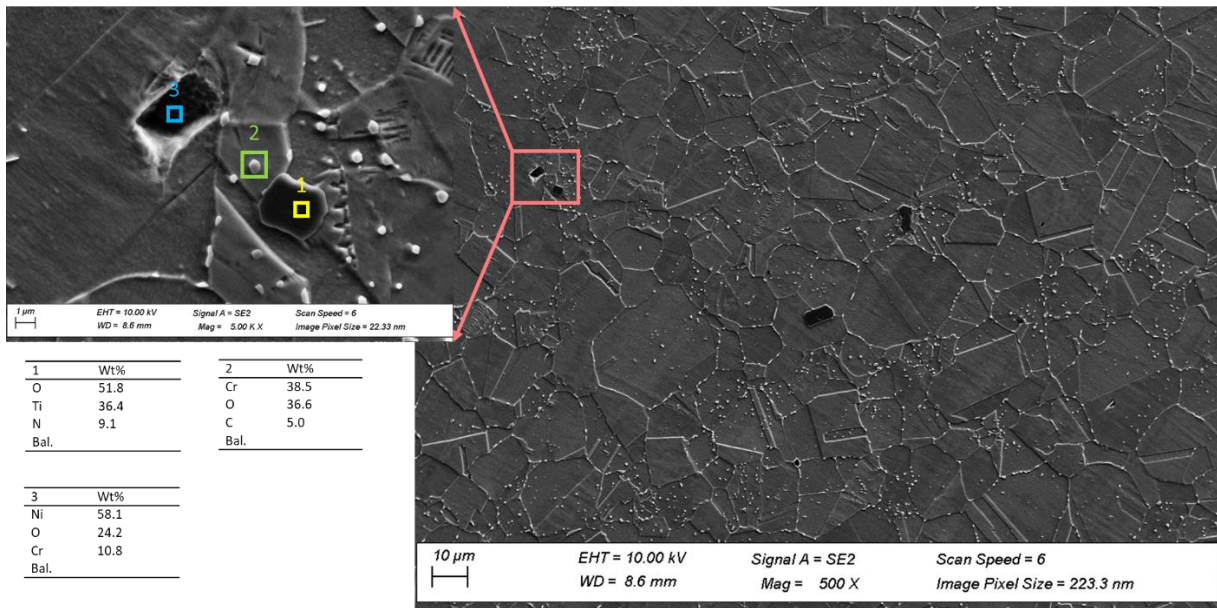 3
2
1
1 µm
EHT = 10.00 kV Signal A = SE2 Scan Speed = 6
WD = 8.6 mm Mag = 5.00 K X Image Pixel Size = 22.33 nm
1 Wt%
O 51.8
Ti 36.4
N 9.1
Bal.
2 Wt%
Cr 38.5
O 36.6
C 5.0
Bal.
3 Wt%
Ni 58.1
O 24.2
Cr 10.8
Bal.
10 µm
EHT = 10.00 kV Signal A = SE2 Scan Speed = 6
WD = 8.6 mm Mag = 500 X Image Pixel Size = 223.3 nm